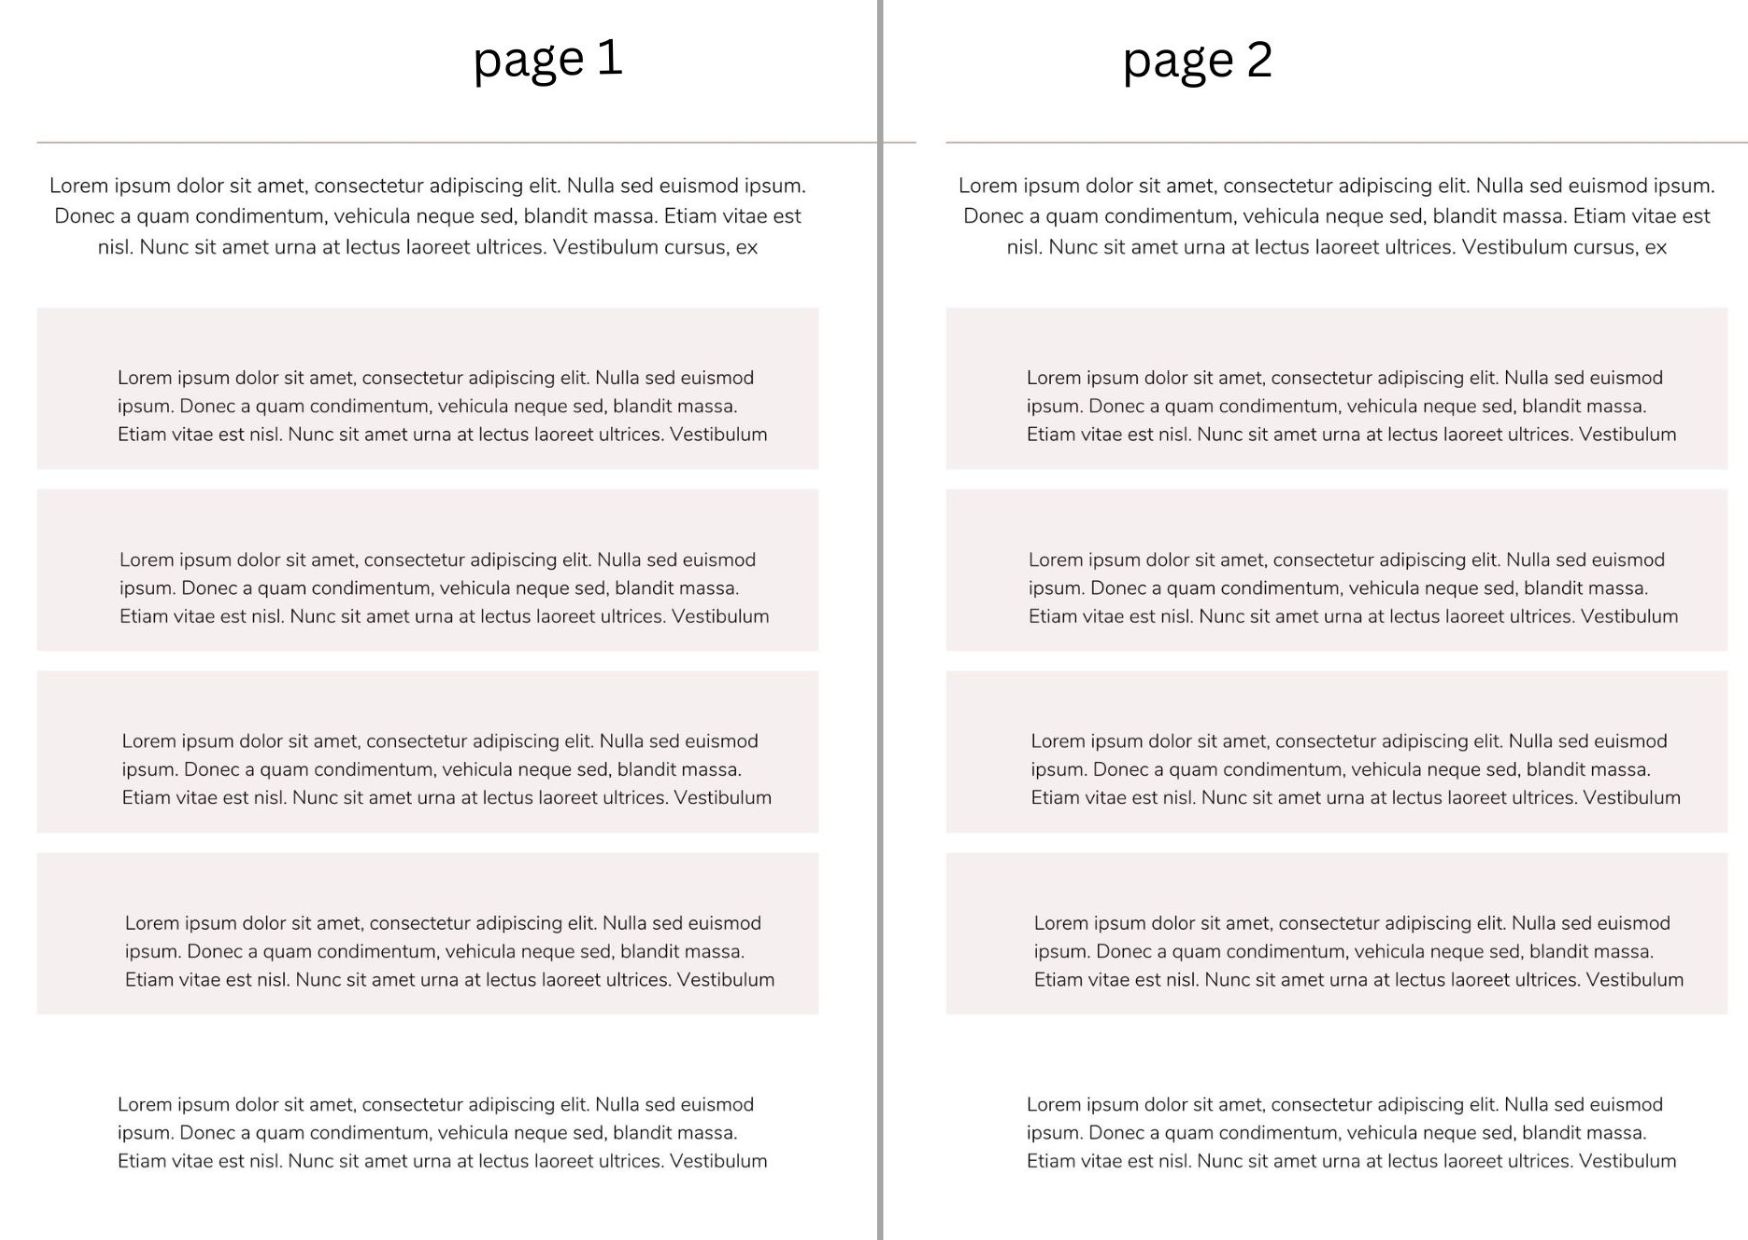 page 1
Lorem ipsum dolor sit amet, consectetur adipiscing elit. Nulla sed euismod ipsum.
Donec a quam condimentum, vehicula neque sed, blandit massa. Etiam vitae est
nisl. Nunc sit amet urna at lectus laoreet ultrices. Vestibulum cursus, ex
Lorem ipsum dolor sit amet, consectetur adipiscing elit. Nulla sed euismod
ipsum. Donec a quam condimentum, vehicula neque sed, blandit massa.
Etiam vitae est nisl. Nunc sit amet urna at lectus laoreet ultrices. Vestibulum
Lorem ipsum dolor sit amet, consectetur adipiscing elit. Nulla sed euismod
ipsum. Donec a quam condimentum, vehicula neque sed, blandit massa.
Etiam vitae est nisl. Nunc sit amet urna at lectus laoreet ultrices. Vestibulum
Lorem ipsum dolor sit amet, consectetur adipiscing elit. Nulla sed euismod
ipsum. Donec a quam condimentum, vehicula neque sed, blandit massa.
Etiam vitae est nisl. Nunc sit amet urna at lectus laoreet ultrices. Vestibulum
Lorem ipsum dolor sit amet, consectetur adipiscing elit. Nulla sed euismod
ipsum. Donec a quam condimentum, vehicula neque sed, blandit massa.
Etiam vitae est nisl. Nunc sit amet urna at lectus laoreet ultrices. Vestibulum
Lorem ipsum dolor sit amet, consectetur adipiscing elit. Nulla sed euismod
ipsum. Donec a quam condimentum, vehicula neque sed, blandit massa.
Etiam vitae est nisl. Nunc sit amet urna at lectus laoreet ultrices. Vestibulum
page 2
Lorem ipsum dolor sit amet, consectetur adipiscing elit. Nulla sed euismod ipsum.
Donec a quam condimentum, vehicula neque sed, blandit massa. Etiam vitae est
nisl. Nunc sit amet urna at lectus laoreet ultrices. Vestibulum cursus, ex
Lorem ipsum dolor sit amet, consectetur adipiscing elit. Nulla sed euismod
ipsum. Donec a quam condimentum, vehicula neque sed, blandit massa.
Etiam vitae est nisl. Nunc sit amet urna at lectus laoreet ultrices. Vestibulum
Lorem ipsum dolor sit amet, consectetur adipiscing elit. Nulla sed euismod
ipsum. Donec a quam condimentum, vehicula neque sed, blandit massa.
Etiam vitae est nisl. Nunc sit amet urna at lectus laoreet ultrices. Vestibulum
Lorem ipsum dolor sit amet, consectetur adipiscing elit. Nulla sed euismod
ipsum. Donec a quam condimentum, vehicula neque sed, blandit massa.
Etiam vitae est nisl. Nunc sit amet urna at lectus laoreet ultrices. Vestibulum
Lorem ipsum dolor sit amet, consectetur adipiscing elit. Nulla sed euismod
ipsum. Donec a quam condimentum, vehicula neque sed, blandit massa.
Etiam vitae est nisl. Nunc sit amet urna at lectus laoreet ultrices. Vestibulum
Lorem ipsum dolor sit amet, consectetur adipiscing elit. Nulla sed euismod
ipsum. Donec a quam condimentum, vehicula neque sed, blandit massa.
Etiam vitae est nisl. Nunc sit amet urna at lectus laoreet ultrices. Vestibulum